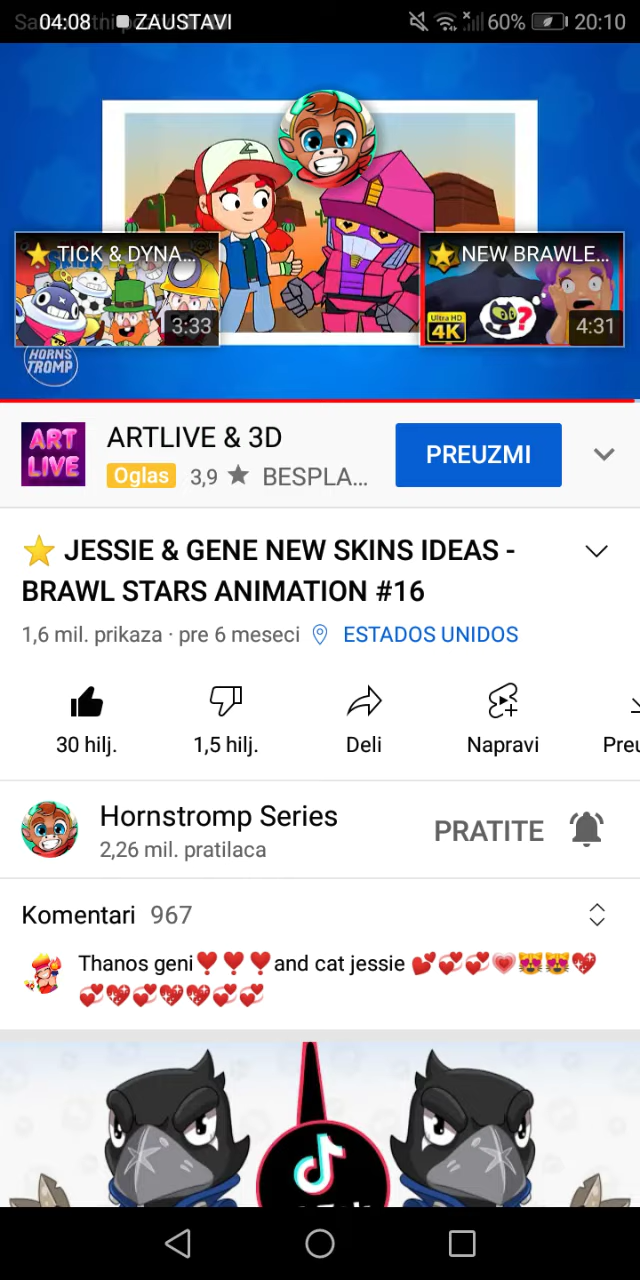 04:08 ZAUSTAVI 60% 20:10
TICK & DYNA...
3:33
NEW BRAWLE...
Ultra HD
4K
?
4:31
HORNS
TROMP
ART
LIVE
ARTLIVE & 3D
Oglas 3,9 ★ BESPLA...
PREUZMI
⭐ JESSIE & GENE NEW SKINS IDEAS -
BRAWL STARS ANIMATION #16
1,6 mil. prikaza · pre 6 meseci ESTADOS UNIDOS
30 hilj. 1,5 hilj. Deli Napravi Preu
Hornstromp Series
2,26 mil. pratilaca
PRATITE
Komentari 967
Thanos geni❣️❣️❣️and cat jessie 💕💞💞💗😻😻💖
💞💖💞💖💖💞💞